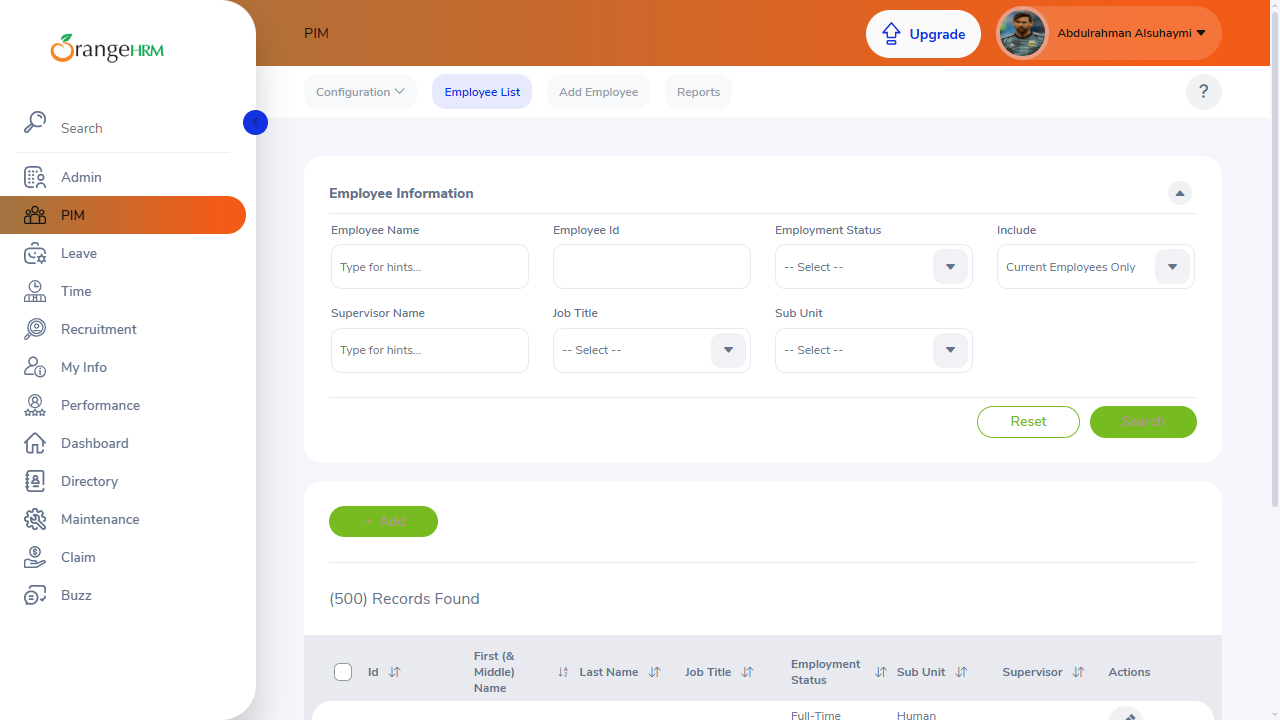 OrangeHRM
Search
Admin
PIM
Leave
Time
Recruitment
My Info
Performance
Dashboard
Directory
Maintenance
Claim
Buzz
PIM
Upgrade
Abdulrahman Alsuhaymi
Configuration
Employee List
Add Employee
Reports
?
Employee Information
Employee Name
Employee Id
Employment Status
Include
Type for hints...
-- Select --
Current Employees Only
Supervisor Name
Job Title
Sub Unit
Type for hints...
-- Select --
-- Select --
Reset
Search
+ Add
(500) Records Found
Id
First (& Middle) Name
Last Name
Job Title
Employment Status
Sub Unit
Supervisor
Actions
Full-Time
Human